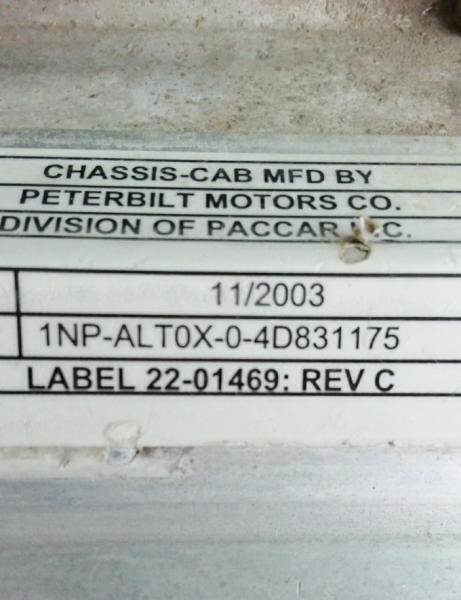 CHASSIS-CAB MFD BY
PETERBILT MOTORS CO.
DIVISION OF PACCAR C.
11/2003
1NP-ALT0X-0-4D831175
LABEL 22-01469: REV C